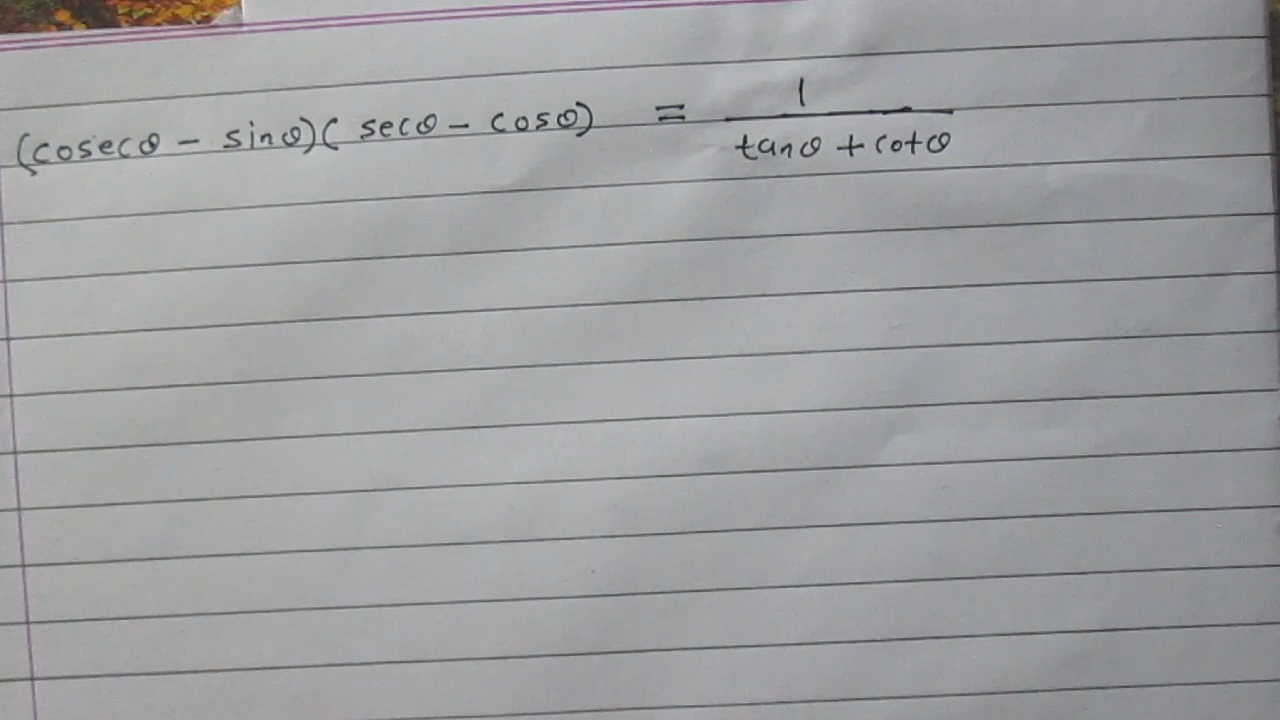 (cosecθ - sinθ)(secθ - cosθ) = 1/(tanθ + cotθ)